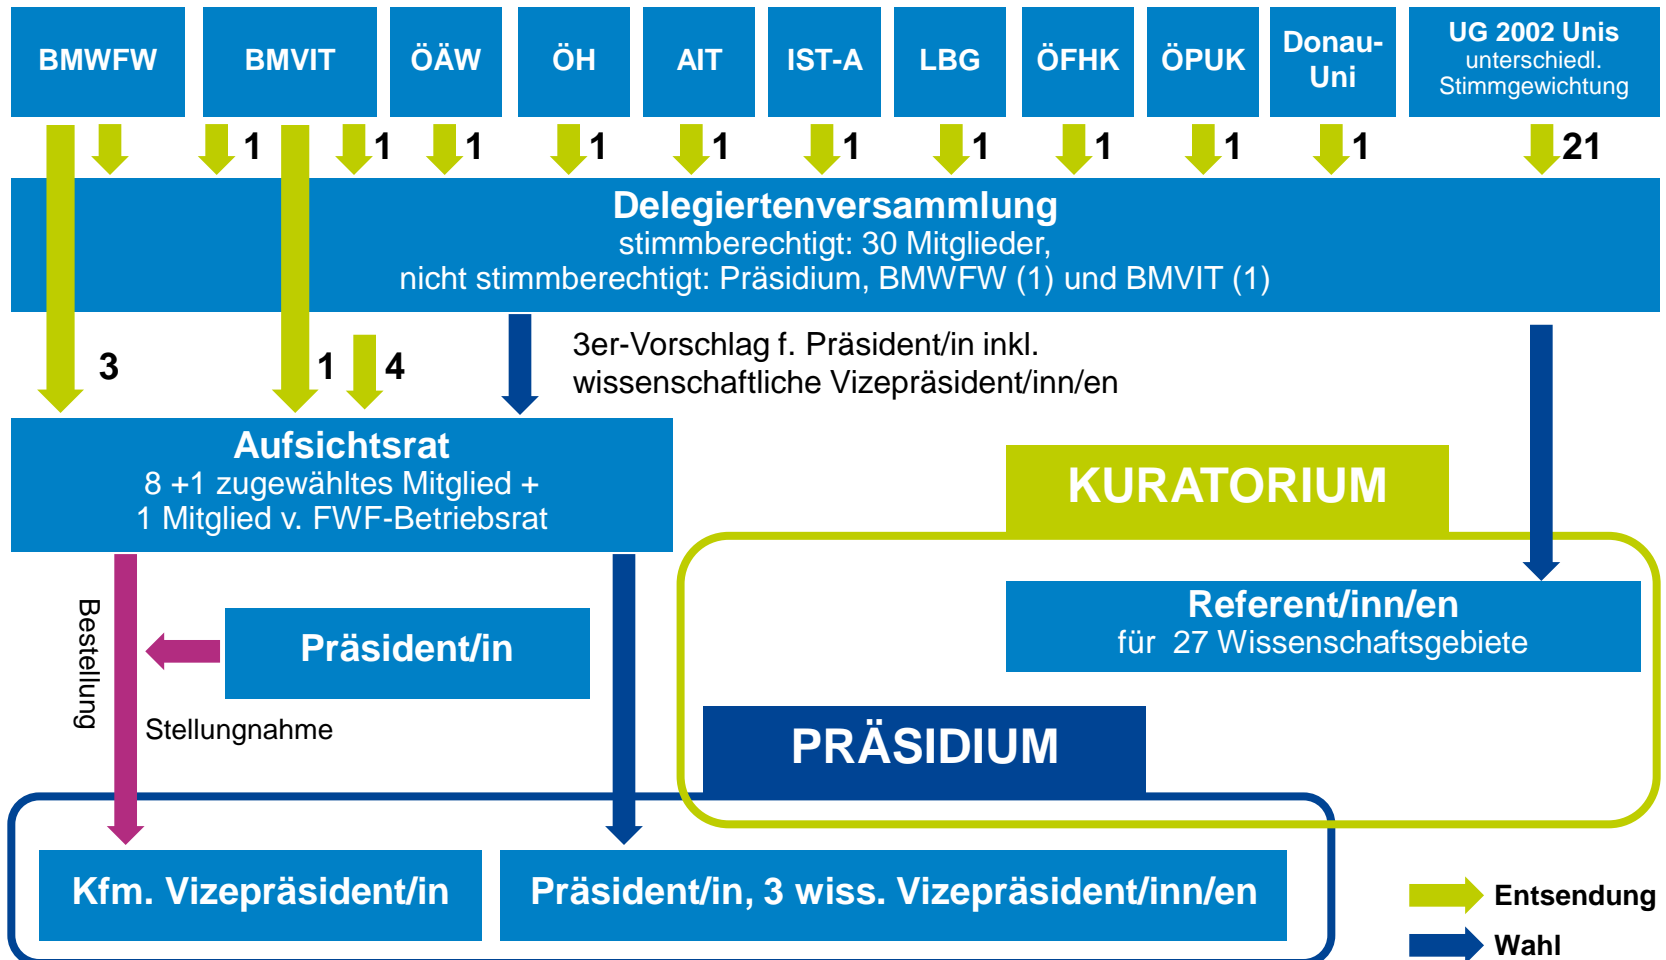 BMWFW
BMVIT
ÖÄW
ÖH
AIT
IST-A
LBG
ÖFHK
ÖPUK
Donau-
Uni
UG 2002 Unis
unterschiedl.
Stimmgewichtung
1
1
1
1
1
1
1
1
1
1
21
Delegiertenversammlung
stimmberechtigt: 30 Mitglieder,
nicht stimmberechtigt: Präsidium, BMWFW (1) und BMVIT (1)
3
1
4
3er-Vorschlag f. Präsident/in inkl.
wissenschaftliche Vizepräsident/inn/en
Aufsichtsrat
8 +1 zugewähltes Mitglied +
1 Mitglied v. FWF-Betriebsrat
KURATORIUM
Referent/inn/en
für 27 Wissenschaftsgebiete
Bestellung
Präsident/in
Stellungnahme
PRÄSIDIUM
Kfm. Vizepräsident/in
Präsident/in, 3 wiss. Vizepräsident/inn/en
Entsendung
Wahl